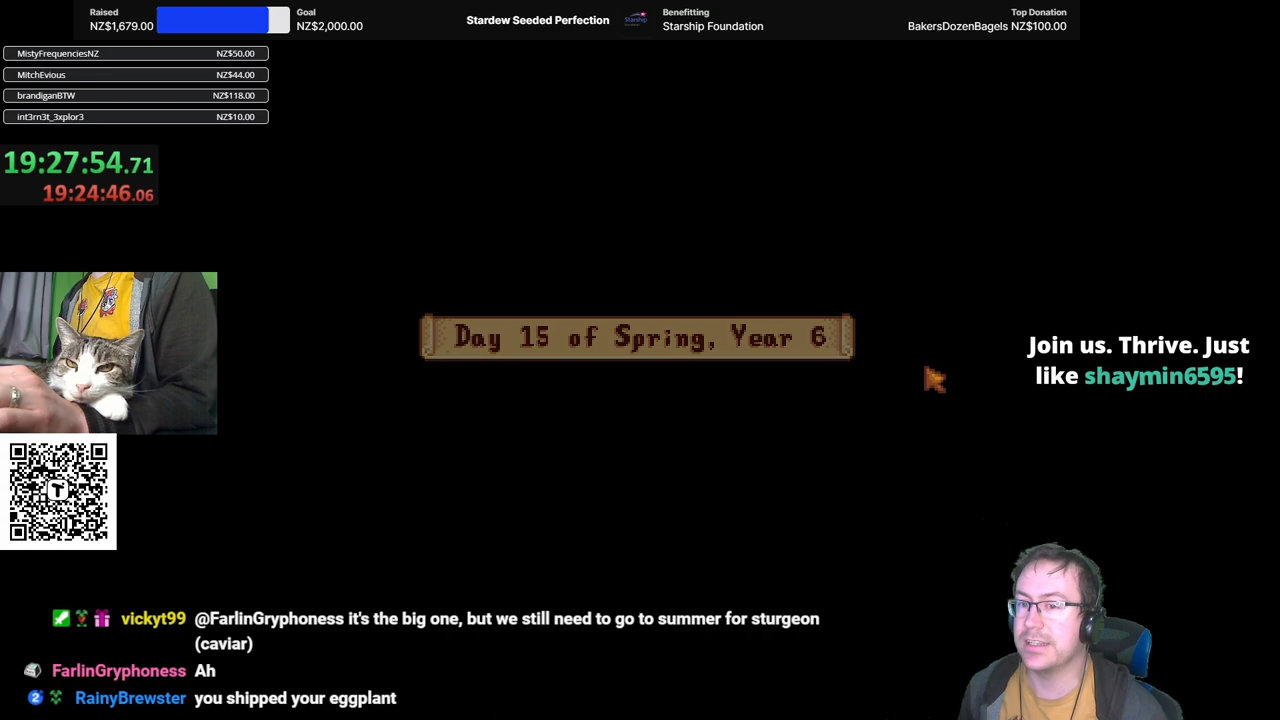 Raised
NZ$1,679.00
Goal
NZ$2,000.00
Stardew Seeded Perfection
Starship
Benefitting
Starship Foundation
Top Donation
BakersDozenBagels NZ$100.00
MistyFrequenciesNZ NZ$50.00
MitchEvious NZ$44.00
brandiganBTW NZ$118.00
int3rn3t_3xplor3 NZ$10.00
19:27:54.71
19:24:46.06
Day 15 of Spring, Year 6
Join us. Thrive. Just
like shaymin6595!
T
vickyt99 @FarlinGryphoness it's the big one, but we still need to go to summer for sturgeon
(caviar)
FarlinGryphoness Ah
2 RainyBrewster you shipped your eggplant